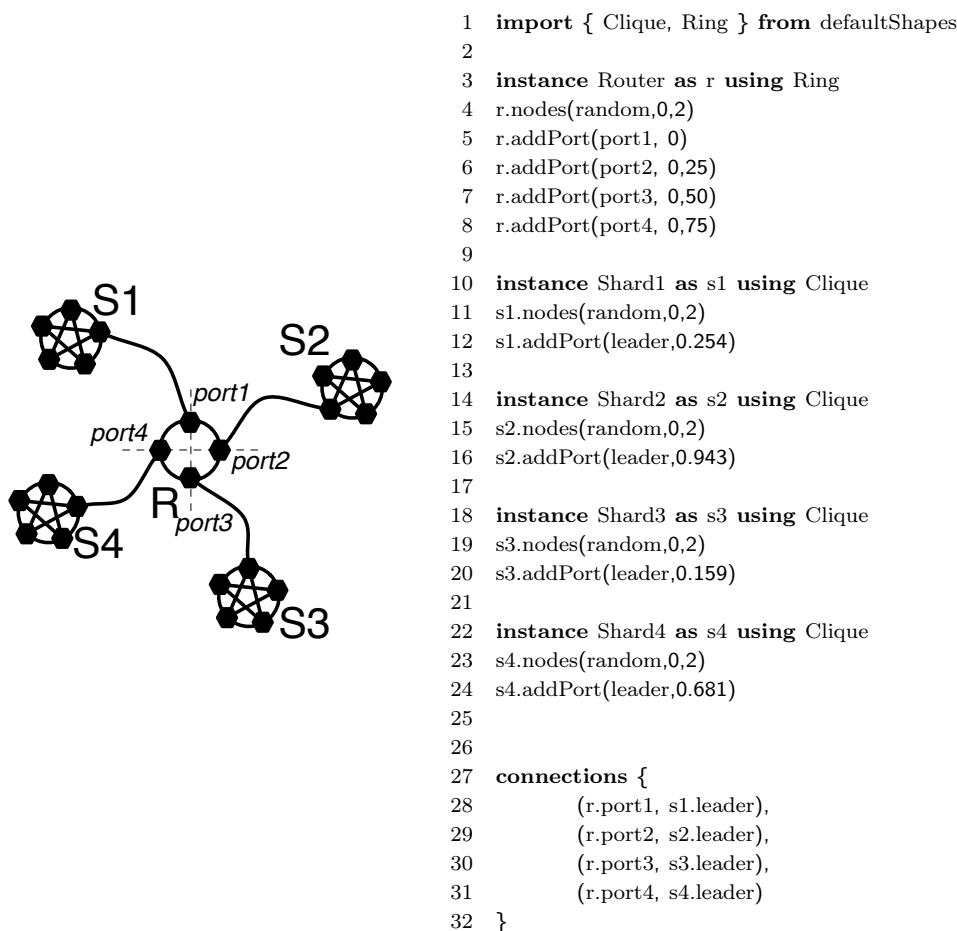 S1
S2
port1
port4
port2
R
port3
S4
S3
1 import { Clique, Ring } from defaultShapes
2
3 instance Router as r using Ring
4 r.nodes(random,0,2)
5 r.addPort(port1, 0)
6 r.addPort(port2, 0,25)
7 r.addPort(port3, 0,50)
8 r.addPort(port4, 0,75)
9
10 instance Shard1 as s1 using Clique
11 s1.nodes(random,0,2)
12 s1.addPort(leader,0.254)
13
14 instance Shard2 as s2 using Clique
15 s2.nodes(random,0,2)
16 s2.addPort(leader,0.943)
17
18 instance Shard3 as s3 using Clique
19 s3.nodes(random,0,2)
20 s3.addPort(leader,0.159)
21
22 instance Shard4 as s4 using Clique
23 s4.nodes(random,0,2)
24 s4.addPort(leader,0.681)
25
26
27 connections {
28 (r.port1, s1.leader),
29 (r.port2, s2.leader),
30 (r.port3, s3.leader),
31 (r.port4, s4.leader)
32 }